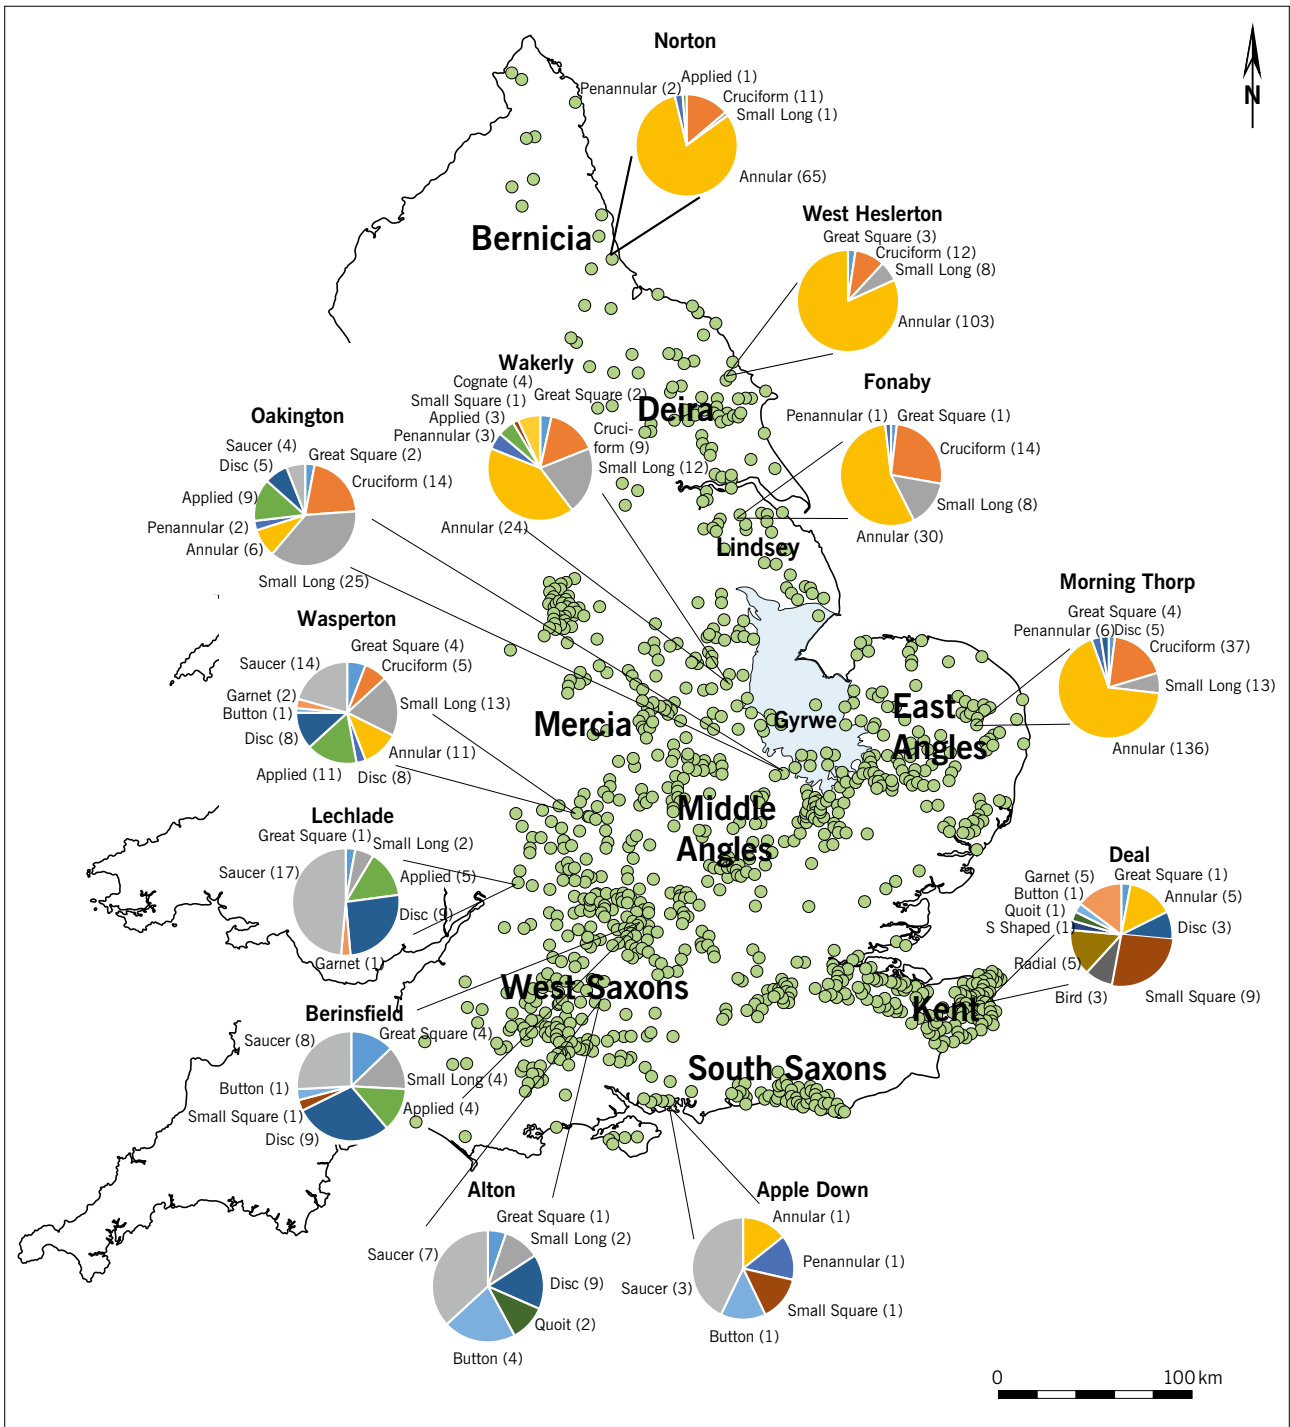 Norton
Penannular (2)
Applied (1)
Cruciform (11)
Small Long (1)
Annular (65)
N
Bernicia
West Heslerton
Great Square (3)
Cruciform (12)
Small Long (8)
Annular (103)
Wakerly
Cognate (4)
Great Square (2)
Small Square (1)
Applied (3)
Penannular (3)
Cruci-
form (9)
Small Long (12)
Annular (24)
Deira
Fonaby
Penannular (1)
Great Square (1)
Cruciform (14)
Small Long (8)
Annular (30)
Oakington
Saucer (4)
Great Square (2)
Disc (5)
Cruciform (14)
Applied (9)
Penannular (2)
Annular (6)
Small Long (25)
Lindsey
Morning Thorp
Great Square (4)
Penannular (6)
Disc (5)
Cruciform (37)
Small Long (13)
Annular (136)
Wasperton
Great Square (4)
Saucer (14)
Cruciform (5)
Garnet (2)
Small Long (13)
Button (1)
Disc (8)
Annular (11)
Applied (11)
Disc (8)
Mercia
Gyrwe
East
Angles
Middle
Angles
Lechlade
Great Square (1)
Small Long (2)
Saucer (17)
Applied (5)
Disc (9)
Garnet (1)
Deal
Garnet (5)
Great Square (1)
Button (1)
Annular (5)
Quoit (1)
S Shaped (1)
Disc (3)
Radial (5)
Bird (3)
Small Square (9)
West Saxons
Kent
South Saxons
Berinsfield
Saucer (8)
Great Square (4)
Button (1)
Small Long (4)
Small Square (1)
Applied (4)
Disc (9)
Alton
Great Square (1)
Small Long (2)
Saucer (7)
Disc (9)
Quoit (2)
Button (4)
Apple Down
Annular (1)
Penannular (1)
Saucer (3)
Small Square (1)
Button (1)
0
100 km